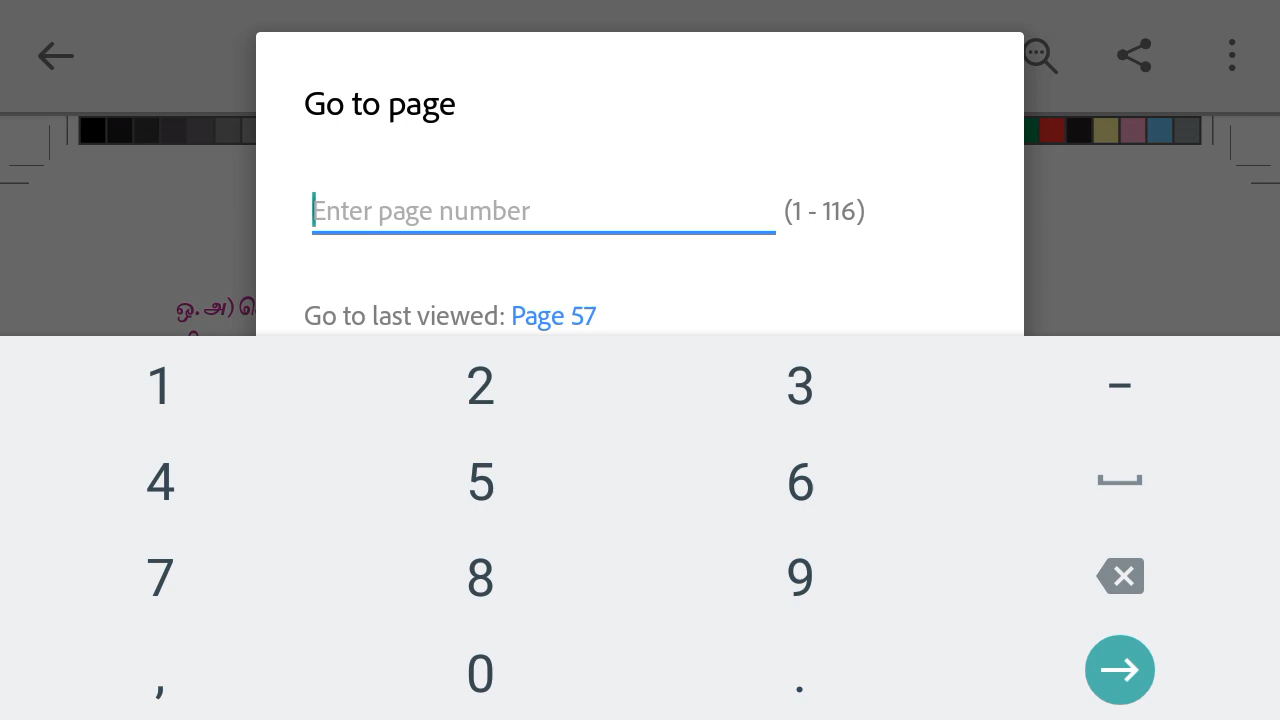 Go to page
Enter page number (1 - 116)
ஒ. அ)
Go to last viewed: Page 57
1 2 3 –
4 5 6
7 8 9
, 0 .